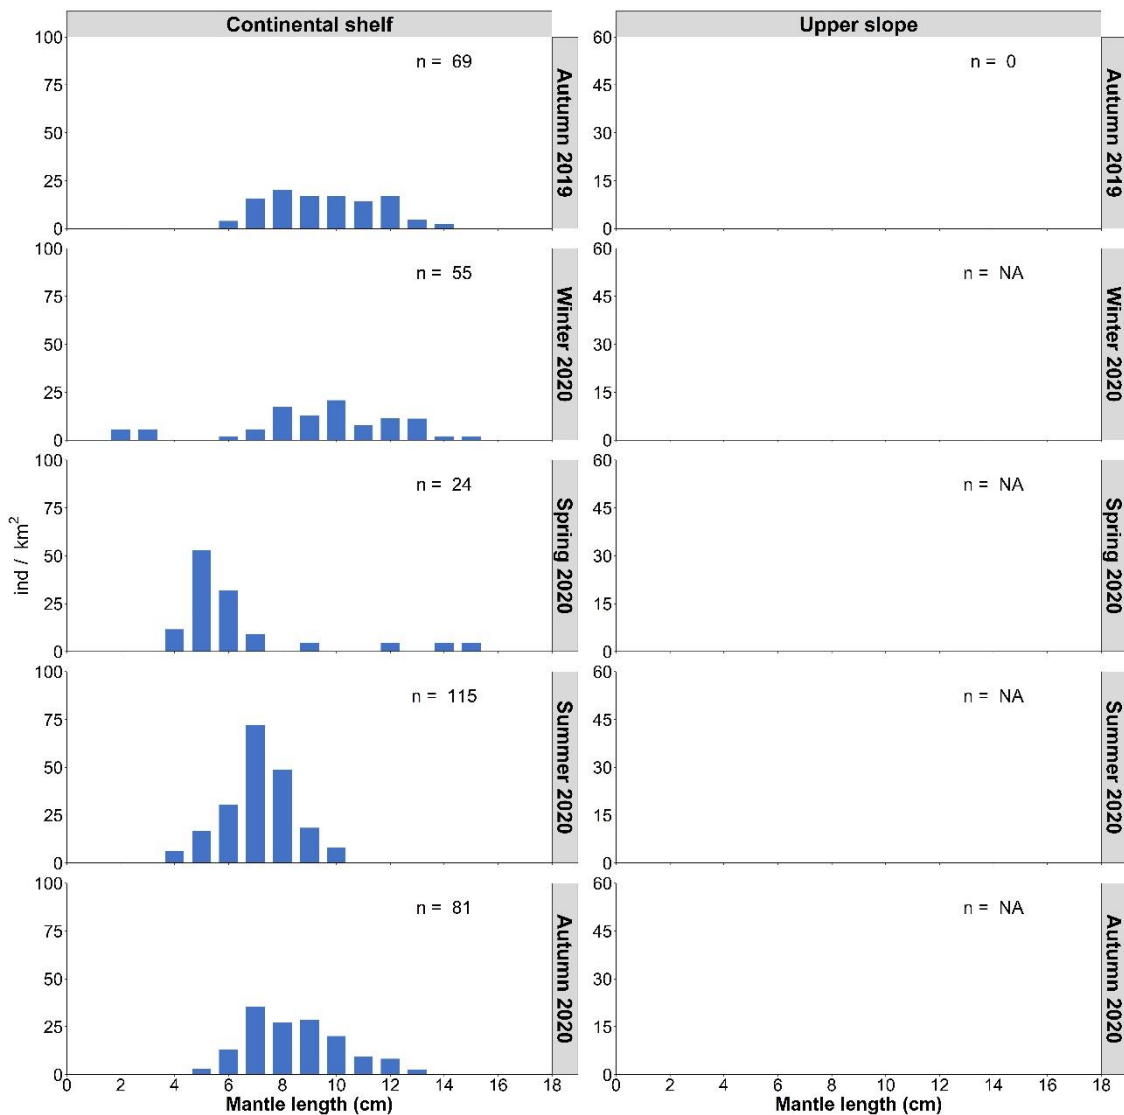 Continental shelf
Upper slope
100
75
50
25
0
n = 69
Autumn 2019
60
45
30
15
0
n = 0
Autumn 2019
100
75
50
25
0
n = 55
Winter 2020
60
45
30
15
0
n = NA
Winter 2020
ind / km²
100
75
50
25
0
n = 24
Spring 2020
60
45
30
15
0
n = NA
Spring 2020
100
75
50
25
0
n = 115
Summer 2020
60
45
30
15
0
n = NA
Summer 2020
100
75
50
25
0
n = 81
Autumn 2020
60
45
30
15
0
n = NA
Autumn 2020
0 2 4 6 8 10 12 14 16 18
0 2 4 6 8 10 12 14 16 18
Mantle length (cm)
Mantle length (cm)